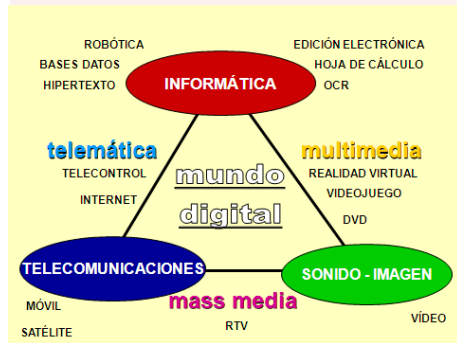 ROBÓTICA
EDICIÓN ELECTRÓNICA
BASES DATOS
HOJA DE CÁLCULO
HIPERTEXTO
INFORMÁTICA
OCR
telemática
multimedia
TELECONTROL
mundo
REALIDAD VIRTUAL
INTERNET
VIDEOJUEGO
digital
DVD
TELECOMUNICACIONES
SONIDO - IMAGEN
MÓVIL
mass media
SATÉLITE
RTV
VÍDEO